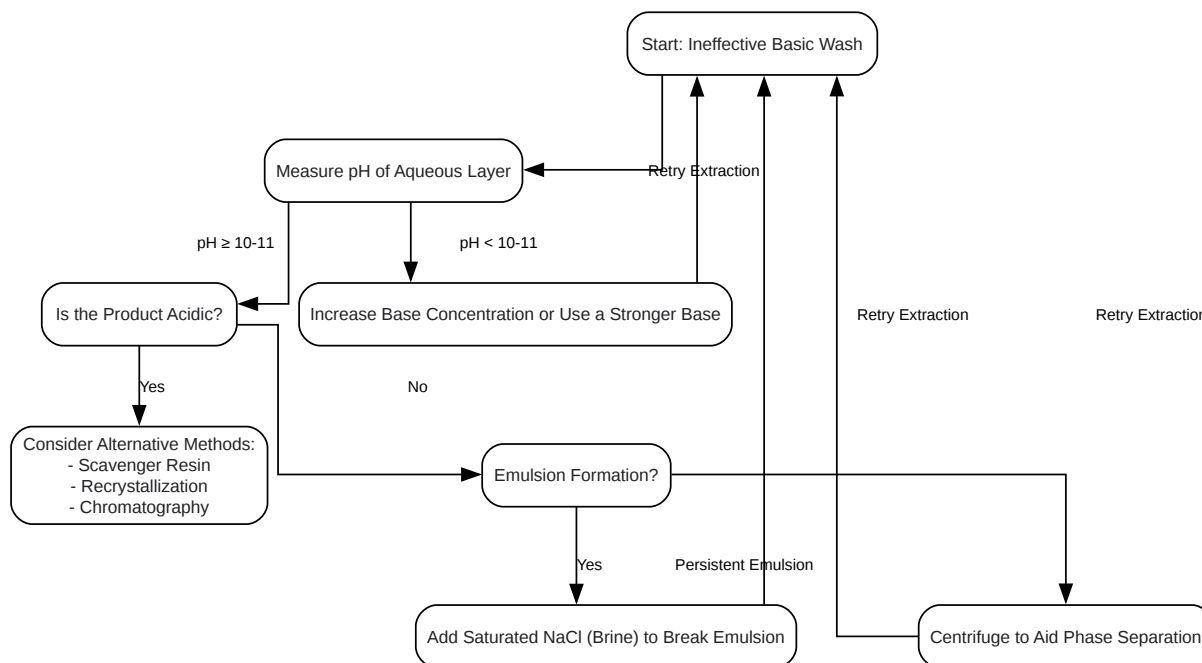 Start: Ineffective Basic Wash
Measure pH of Aqueous Layer
Retry Extraction
pH ≥ 10-11
pH < 10-11
Is the Product Acidic?
Increase Base Concentration or Use a Stronger Base
Retry Extraction
Retry Extraction
Yes
No
Consider Alternative Methods:
- Scavenger Resin
- Recrystallization
- Chromatography
Emulsion Formation?
Yes
Persistent Emulsion
Add Saturated NaCl (Brine) to Break Emulsion
Centrifuge to Aid Phase Separation